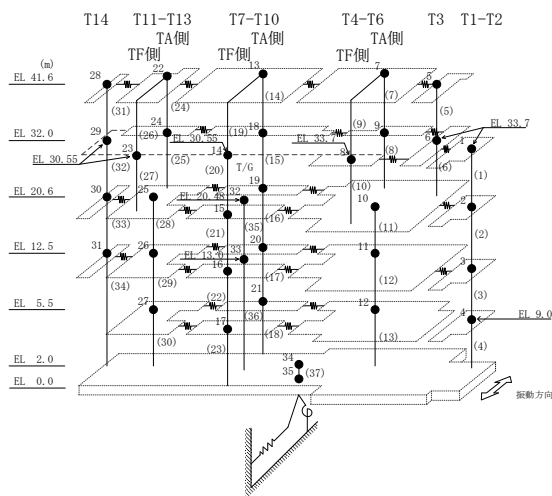 T14 T11-T13 T7-T10 T4-T6 T3 T1-T2
TA側 TA側 TA側
TF側 TF側 TF側
(m)
EL 41.6 28 22 13 7 5
(31) (24) (14) (7) (5)
EL 32.0 29 24 18 9 6 1 EL 33.7
(26) EL 30.55 (19) EL 33.7 (9)
EL 30.55 (32) 23 (25) 14 (20) T/G (15) 8 (8) (6) (1)
(27) (10)
EL 20.6 30 25 EL 20.48 32 19 10 2
(33) (28) 15 (35) (16) (11) (2)
(21) 20
EL 12.5 31 26 EL 13.0 33 11 3
(34) (29) 16 (17) (12) (3)
(22) 21
EL 5.5 27 (36) 12 4 EL 9.0
(30) 17 (18) (13) (4)
(23)
EL 2.0 34
EL 0.0 35 (37)
振動方向